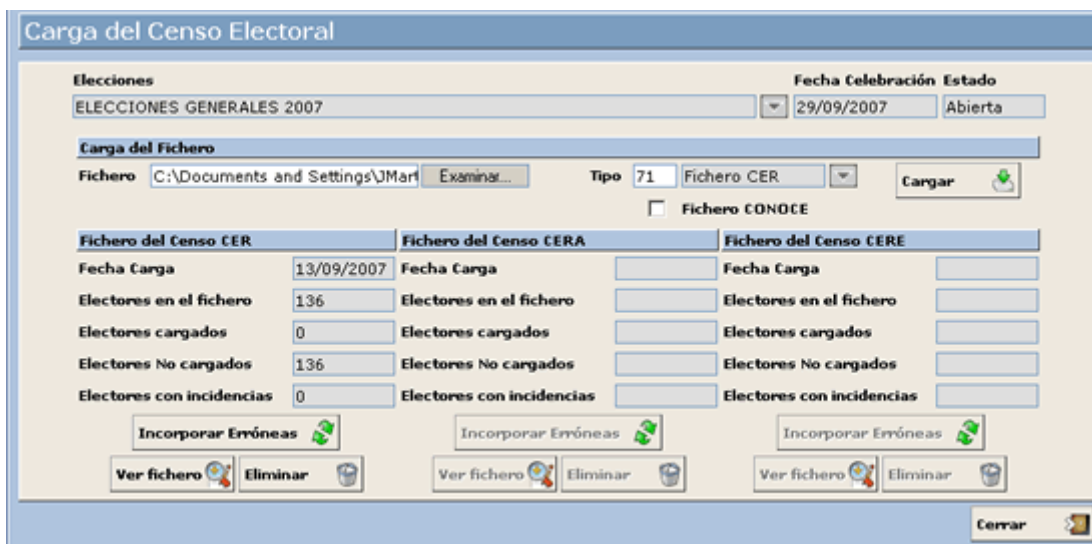 Carga del Censo Electoral
Elecciones Fecha Celebración Estado
ELECCIONES GENERALES 2007 29/09/2007 Abierta
Carga del Fichero
Fichero C:\Documents and Settings\JMart Examinar... Tipo 71 Fichero CER Cargar
Fichero CONOCE
Fichero del Censo CER Fichero del Censo CERA Fichero del Censo CERE
Fecha Carga 13/09/2007 Fecha Carga Fecha Carga
Electores en el fichero 136 Electores en el fichero Electores en el fichero
Electores cargados 0 Electores cargados Electores cargados
Electores No cargados 136 Electores No cargados Electores No cargados
Electores con incidencias 0 Electores con incidencias Electores con incidencias
Incorporar Erróneas Incorporar Erróneas Incorporar Erróneas
Ver fichero Eliminar Ver fichero Eliminar Ver fichero Eliminar
Cerrar